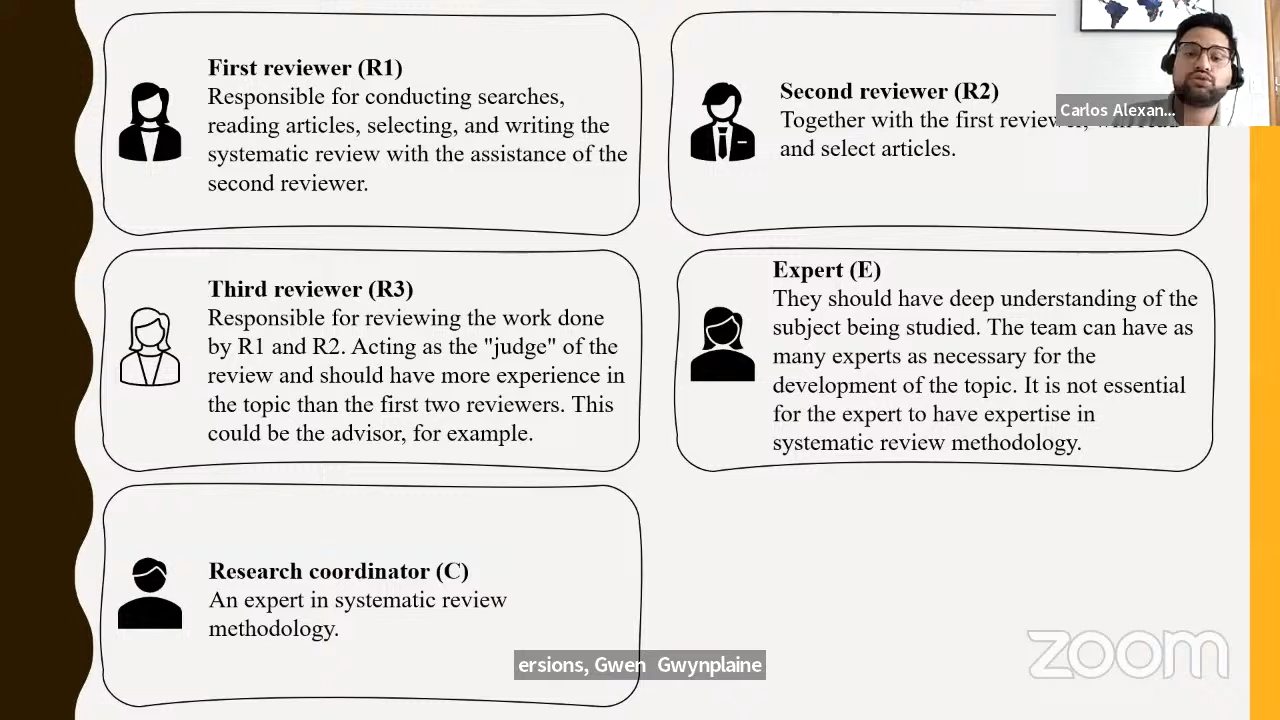 First reviewer (R1)
Responsible for conducting searches,
reading articles, selecting, and writing the
systematic review with the assistance of the
second reviewer.
Second reviewer (R2)
Together with the first
and select articles.
Carlos Alexan...
Third reviewer (R3)
Responsible for reviewing the work done
by R1 and R2. Acting as the "judge" of the
review and should have more experience in
the topic than the first two reviewers. This
could be the advisor, for example.
Expert (E)
They should have deep understanding of the
subject being studied. The team can have as
many experts as necessary for the
development of the topic. It is not essential
for the expert to have expertise in
systematic review methodology.
Research coordinator (C)
An expert in systematic review
methodology.
ersions, Gwen Gwynplaine
zoom